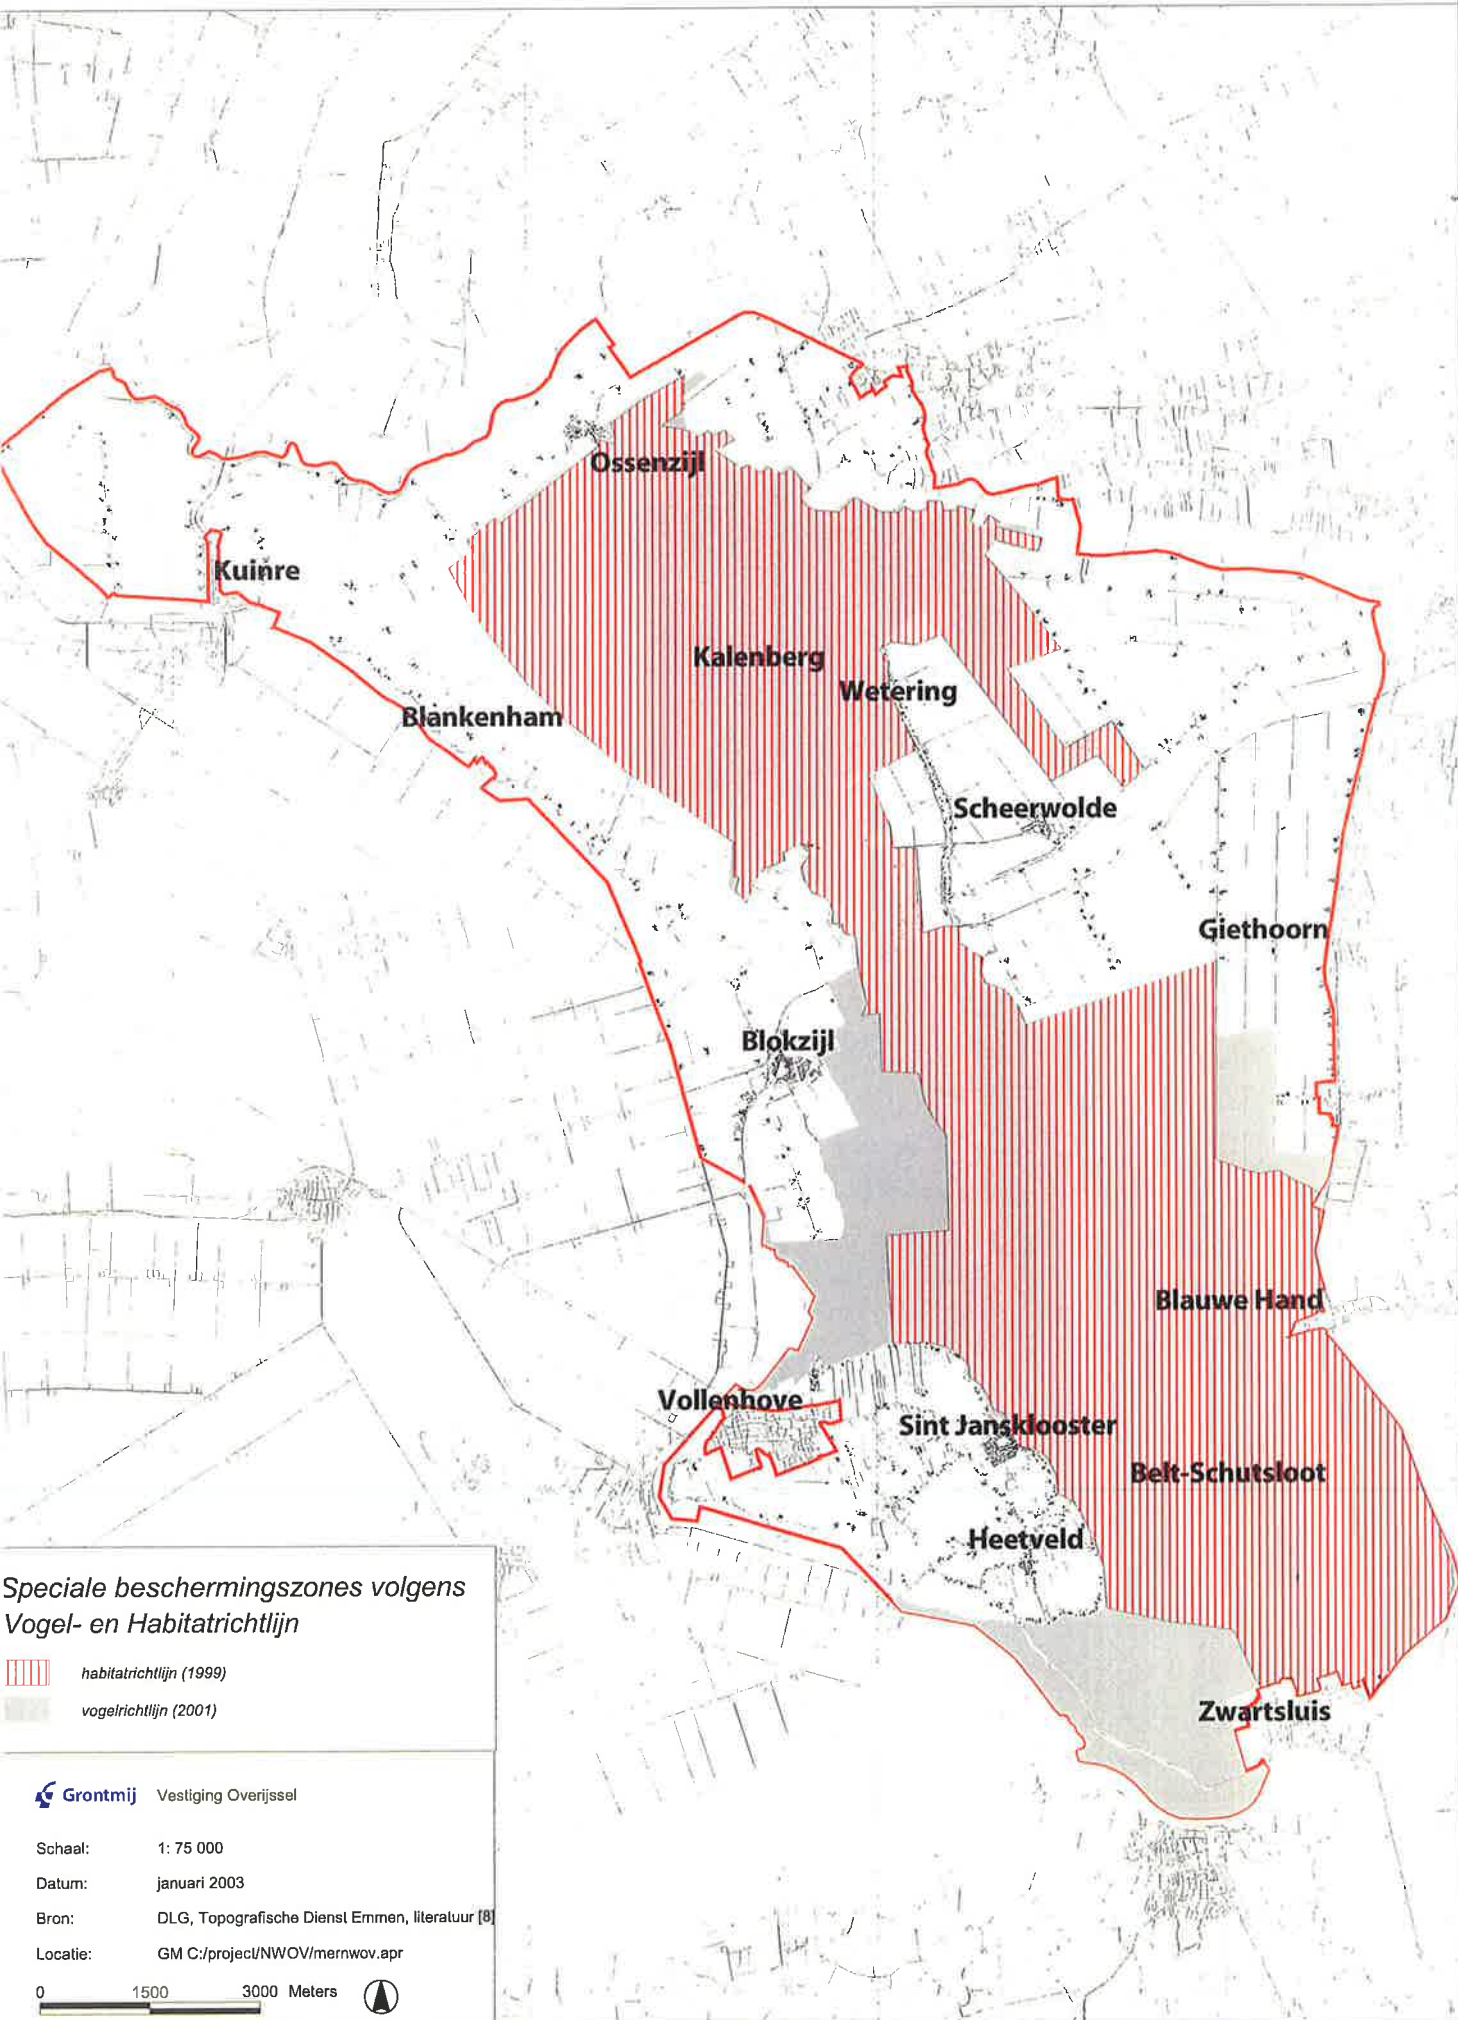 Ossenzijl
Kuinre
Kalenberg
Wetering
Blankenham
Scheerwolde
Giethoorn
Blokzijl
Blauwe Hand
Vollenhove
Sint Jansklooster
Belt-Schutsloot
Heetveld
Zwartsluis
Speciale beschermingszones volgens
Vogel- en Habitatrichtlijn
habitatrichtlijn (1999)
vogelrichtlijn (2001)
Grontmij Vestiging Overijssel
Schaal: 1: 75 000
Datum: januari 2003
Bron: DLG, Topografische Dienst Emmen, literatuur [8]
Locatie: GM C:/project/NWOV/mernwov.apr
0 1500 3000 Meters